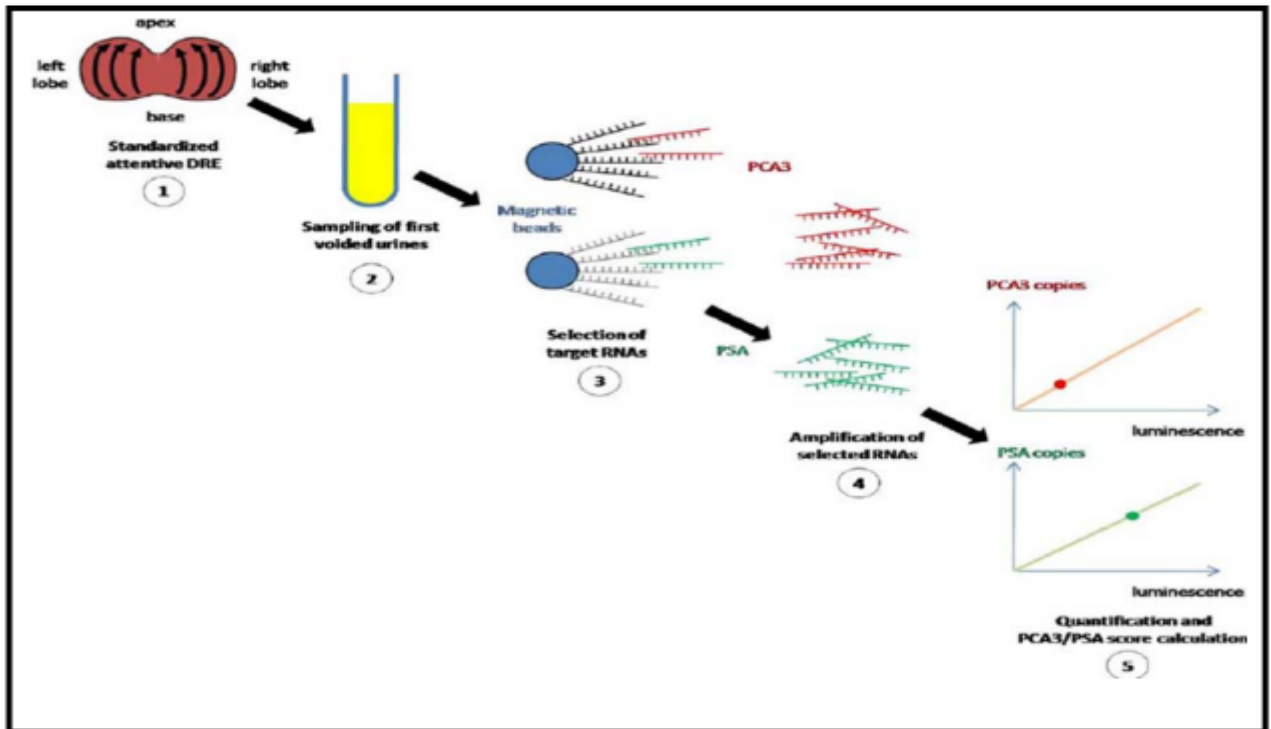 apex
left
lobe
right
lobe
base
Standardized
attentive DRE
1
Sampling of first
voided urines
2
Magnetic
beads
PCA3
Selection of
target RNAs
3
PSA
Amplification of
selected RNAs
4
PCA3 copies
luminescence
PSA copies
luminescence
Quantification and
PCA3/PSA score calculation
5